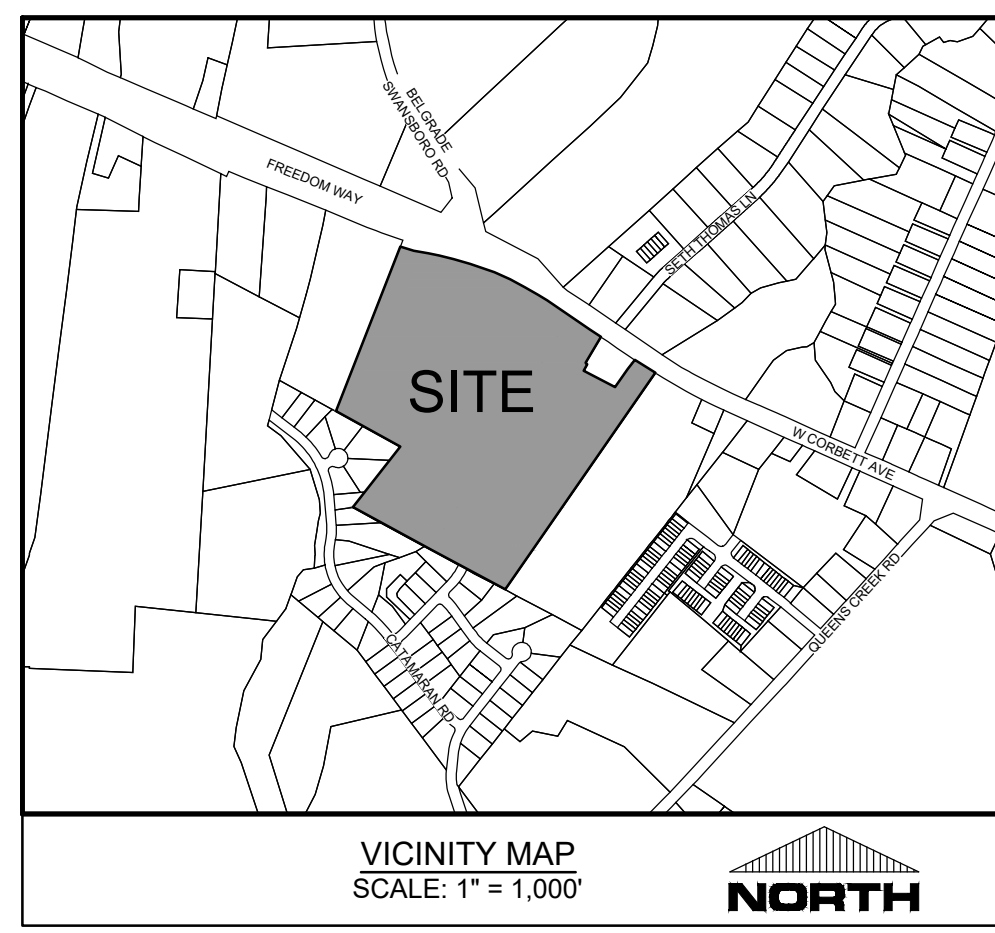 BELGRADE
SWANSBORO RD
FREEDOM WAY
SETH THOMAS LN
SITE
W CORBETT AVE
QUEENS CREEK RD
CATAMARAN RD
VICINITY MAP
SCALE: 1" = 1,000'
NORTH